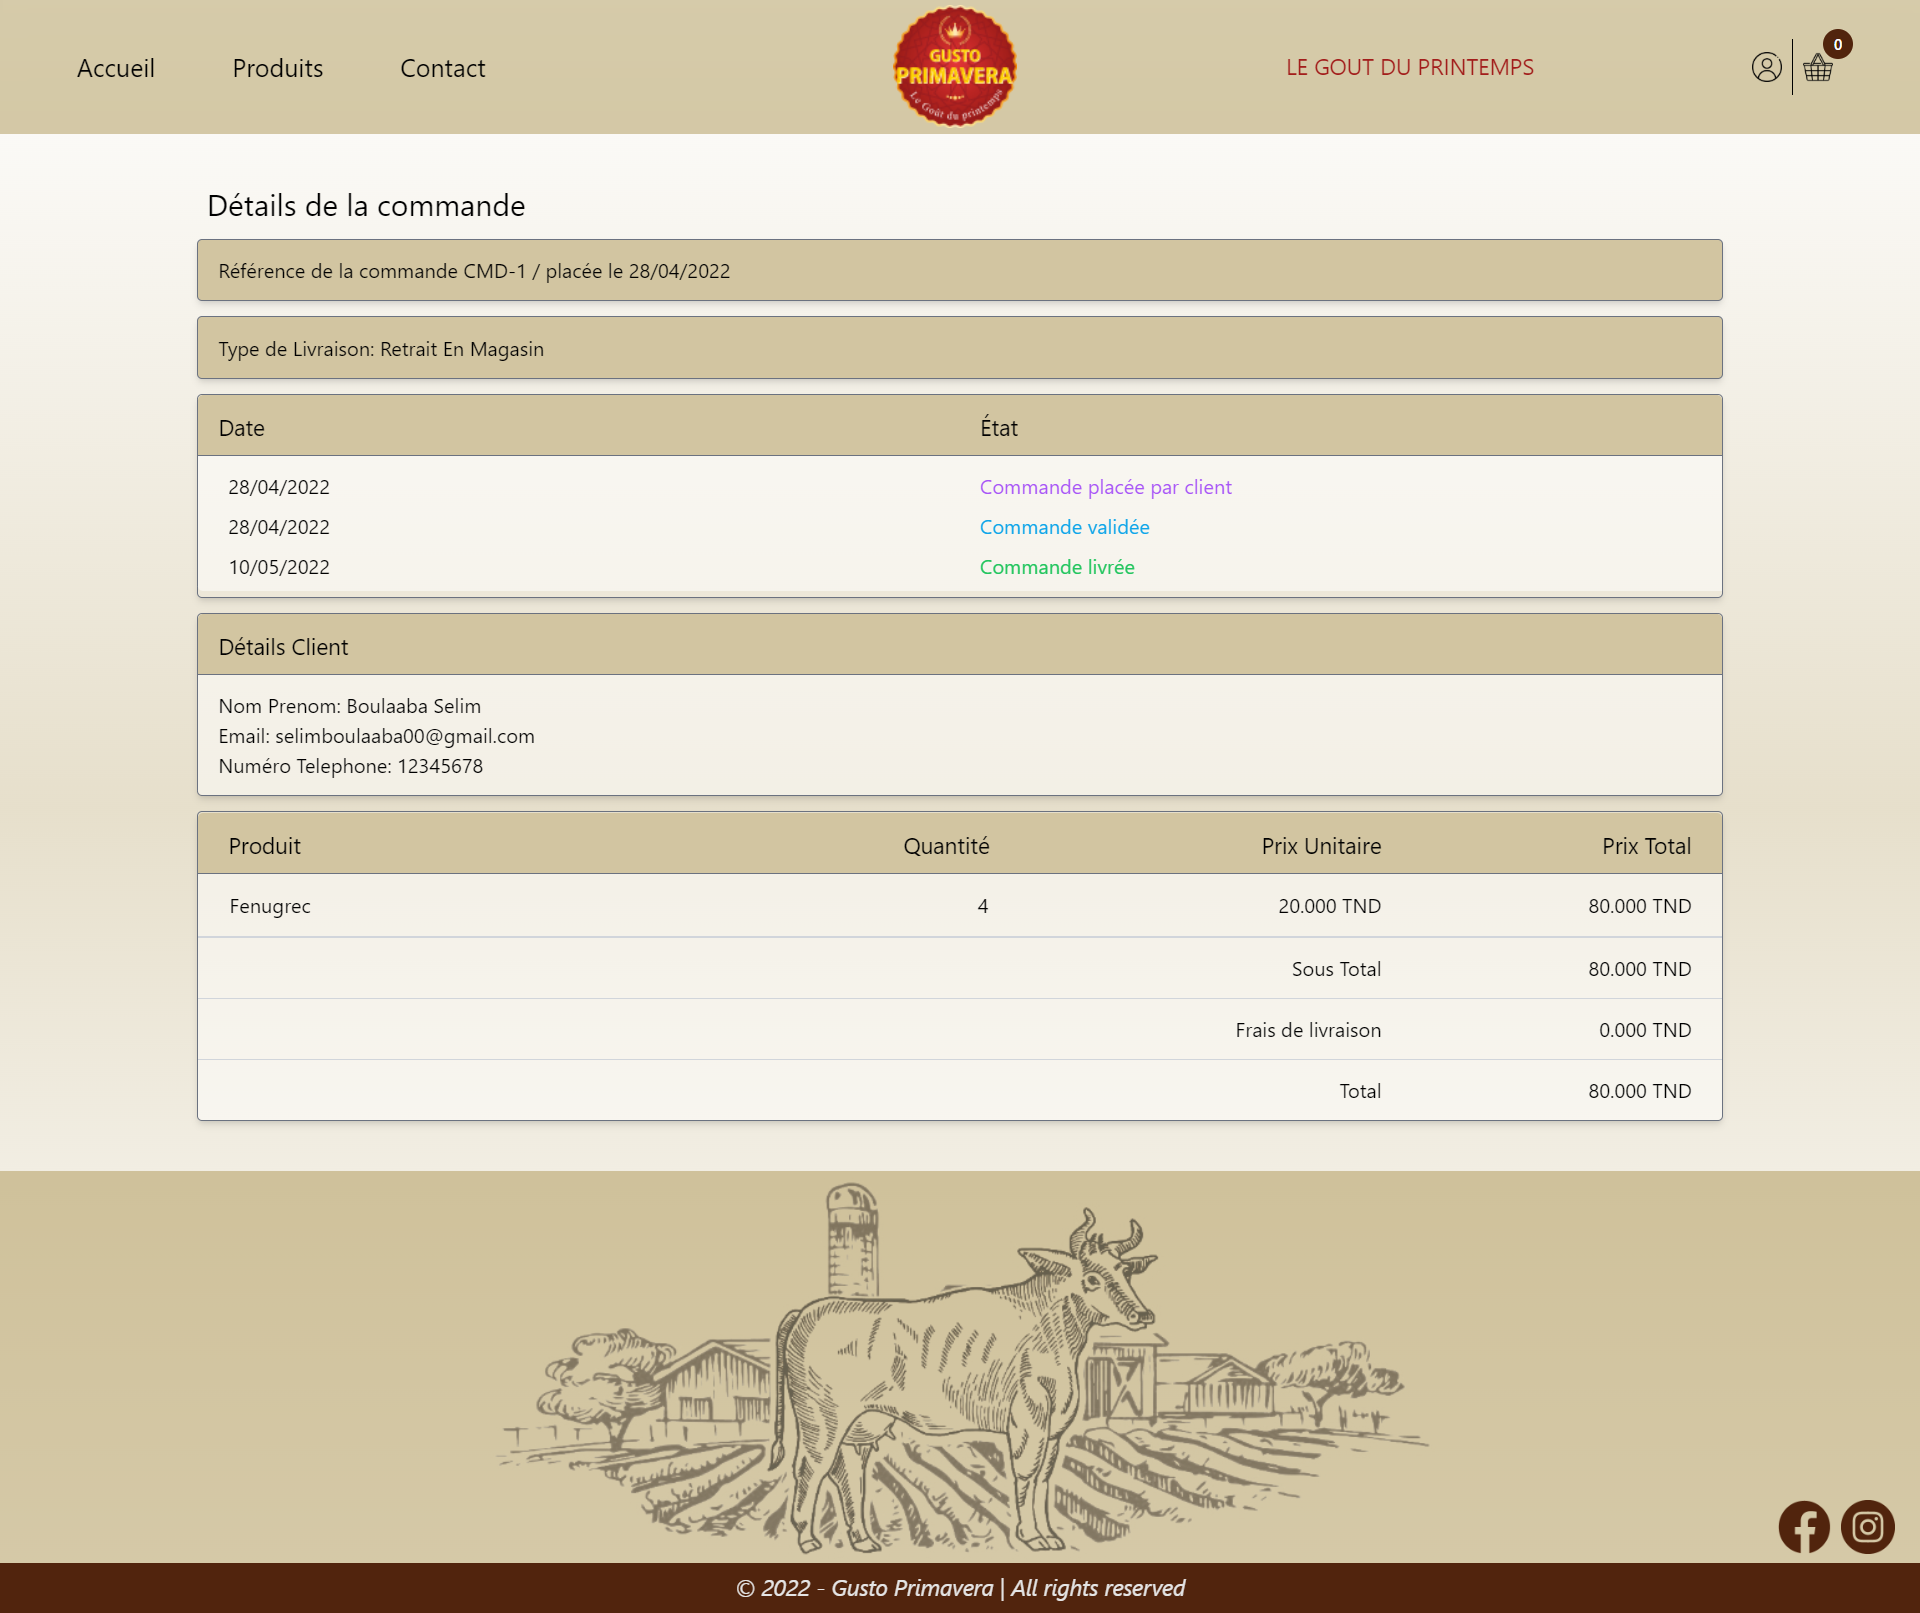 Accueil Produits Contact
GUSTO
PRIMAVERA
Le Goût du printemps
LE GOUT DU PRINTEMPS
0
Détails de la commande
Référence de la commande CMD-1 / placée le 28/04/2022
Type de Livraison: Retrait En Magasin
Date État
28/04/2022 Commande placée par client
28/04/2022 Commande validée
10/05/2022 Commande livrée
Détails Client
Nom Prenom: Boulaaba Selim
Email: selimboulaaba00@gmail.com
Numéro Telephone: 12345678
Produit Quantité Prix Unitaire Prix Total
Fenugrec 4 20.000 TND 80.000 TND
Sous Total 80.000 TND
Frais de livraison 0.000 TND
Total 80.000 TND
© 2022 - Gusto Primavera | All rights reserved